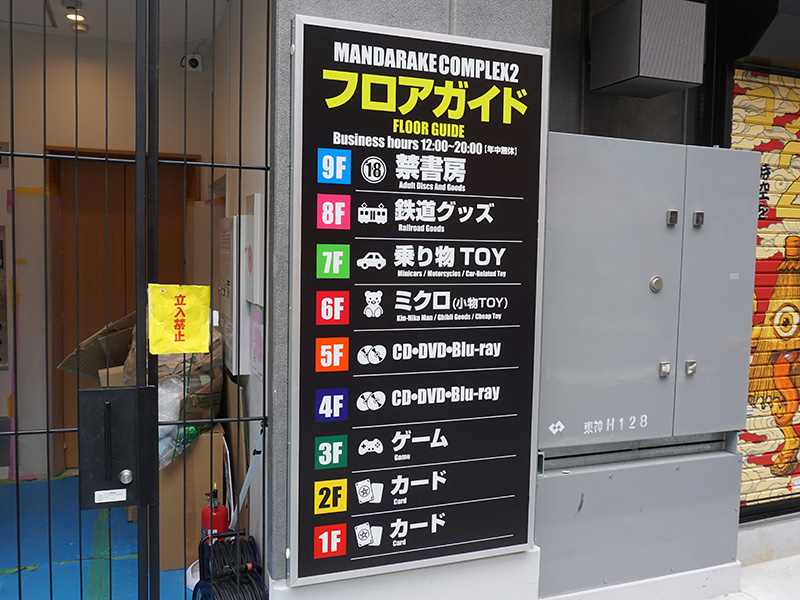 MANDARAKE COMPLEX2
フロアガイド
FLOOR GUIDE
Business hours 12:00~20:00 [年中無休]
9F 18 禁書房
Adult Discs And Goods
8F 鉄道グッズ
Railroad Goods
7F 乗り物 TOY
Minicars / Motorcycles / Car-Related Toy
6F ミクロ(小物TOY)
Kin-Niku Man / Ghibli Goods / Cheap Toy
5F CD•DVD•Blu-ray
4F CD•DVD•Blu-ray
3F ゲーム
Game
2F カード
Card
1F カード
Card
立入禁止
東神H128